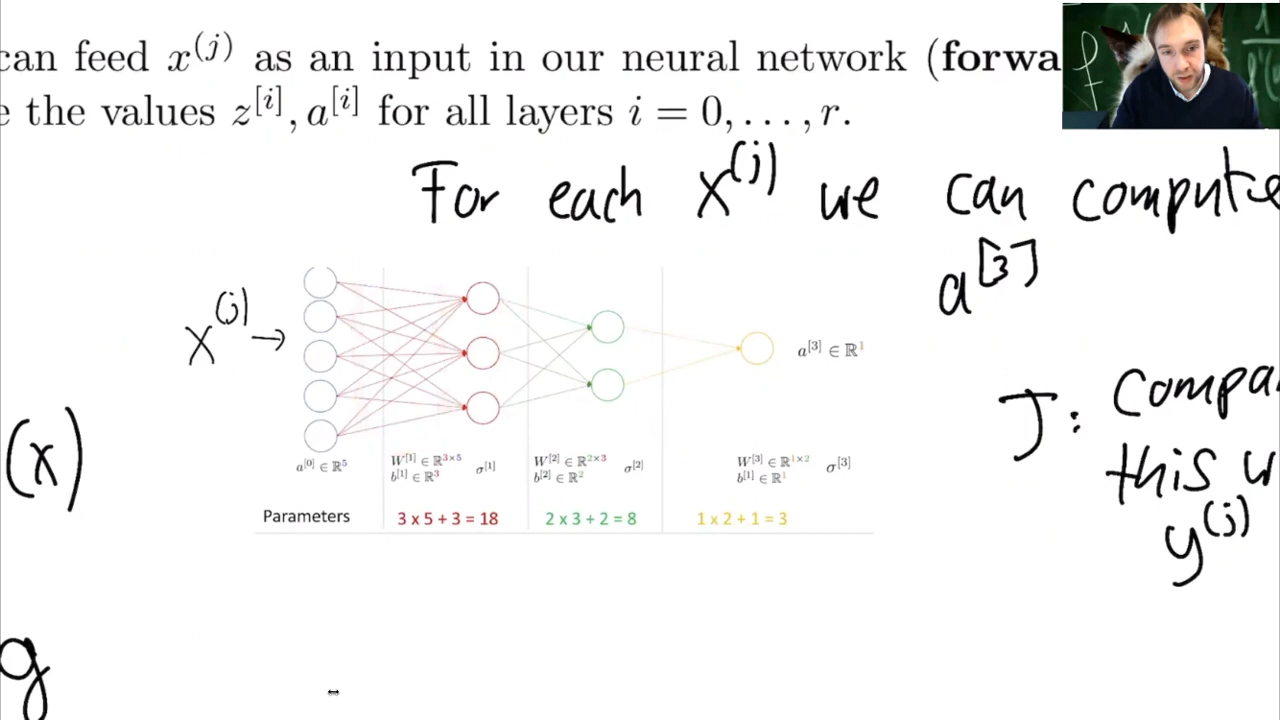 can feed x^(j) as an input in our neural network (forwa
e the values z^[i], a^[i] for all layers i = 0, . . . , r.
For each x^(j) we can compute
a^[3]
x^(j) →
a^[3] ∈ ℝ^1
J: Compa
this w
y^(j)
(x)
a^[0] ∈ ℝ^5
W^[1] ∈ ℝ^3×5
b^[1] ∈ ℝ^3
σ^[1]
W^[2] ∈ ℝ^2×3
b^[2] ∈ ℝ^2
σ^[2]
W^[3] ∈ ℝ^1×2
b^[1] ∈ ℝ^1
σ^[3]
Parameters 3 x 5 + 3 = 18 2 x 3 + 2 = 8 1 x 2 + 1 = 3
g